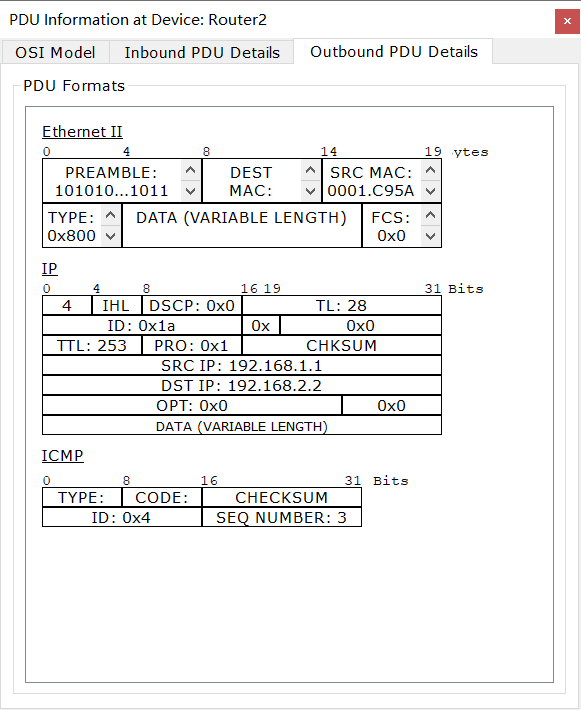 PDU Information at Device: Router2
OSI Model Inbound PDU Details Outbound PDU Details
PDU Formats
Ethernet II
0 4 8 14 19 ytes
PREAMBLE: 101010...1011 DEST MAC: SRC MAC: 0001.C95A
TYPE: 0x800 DATA (VARIABLE LENGTH) FCS: 0x0
IP
0 4 8 16 19 31 Bits
4 IHL DSCP: 0x0 TL: 28
ID: 0x1a 0x 0x0
TTL: 253 PRO: 0x1 CHKSUM
SRC IP: 192.168.1.1
DST IP: 192.168.2.2
OPT: 0x0 0x0
DATA (VARIABLE LENGTH)
ICMP
0 8 16 31 Bits
TYPE: CODE: CHECKSUM
ID: 0x4 SEQ NUMBER: 3